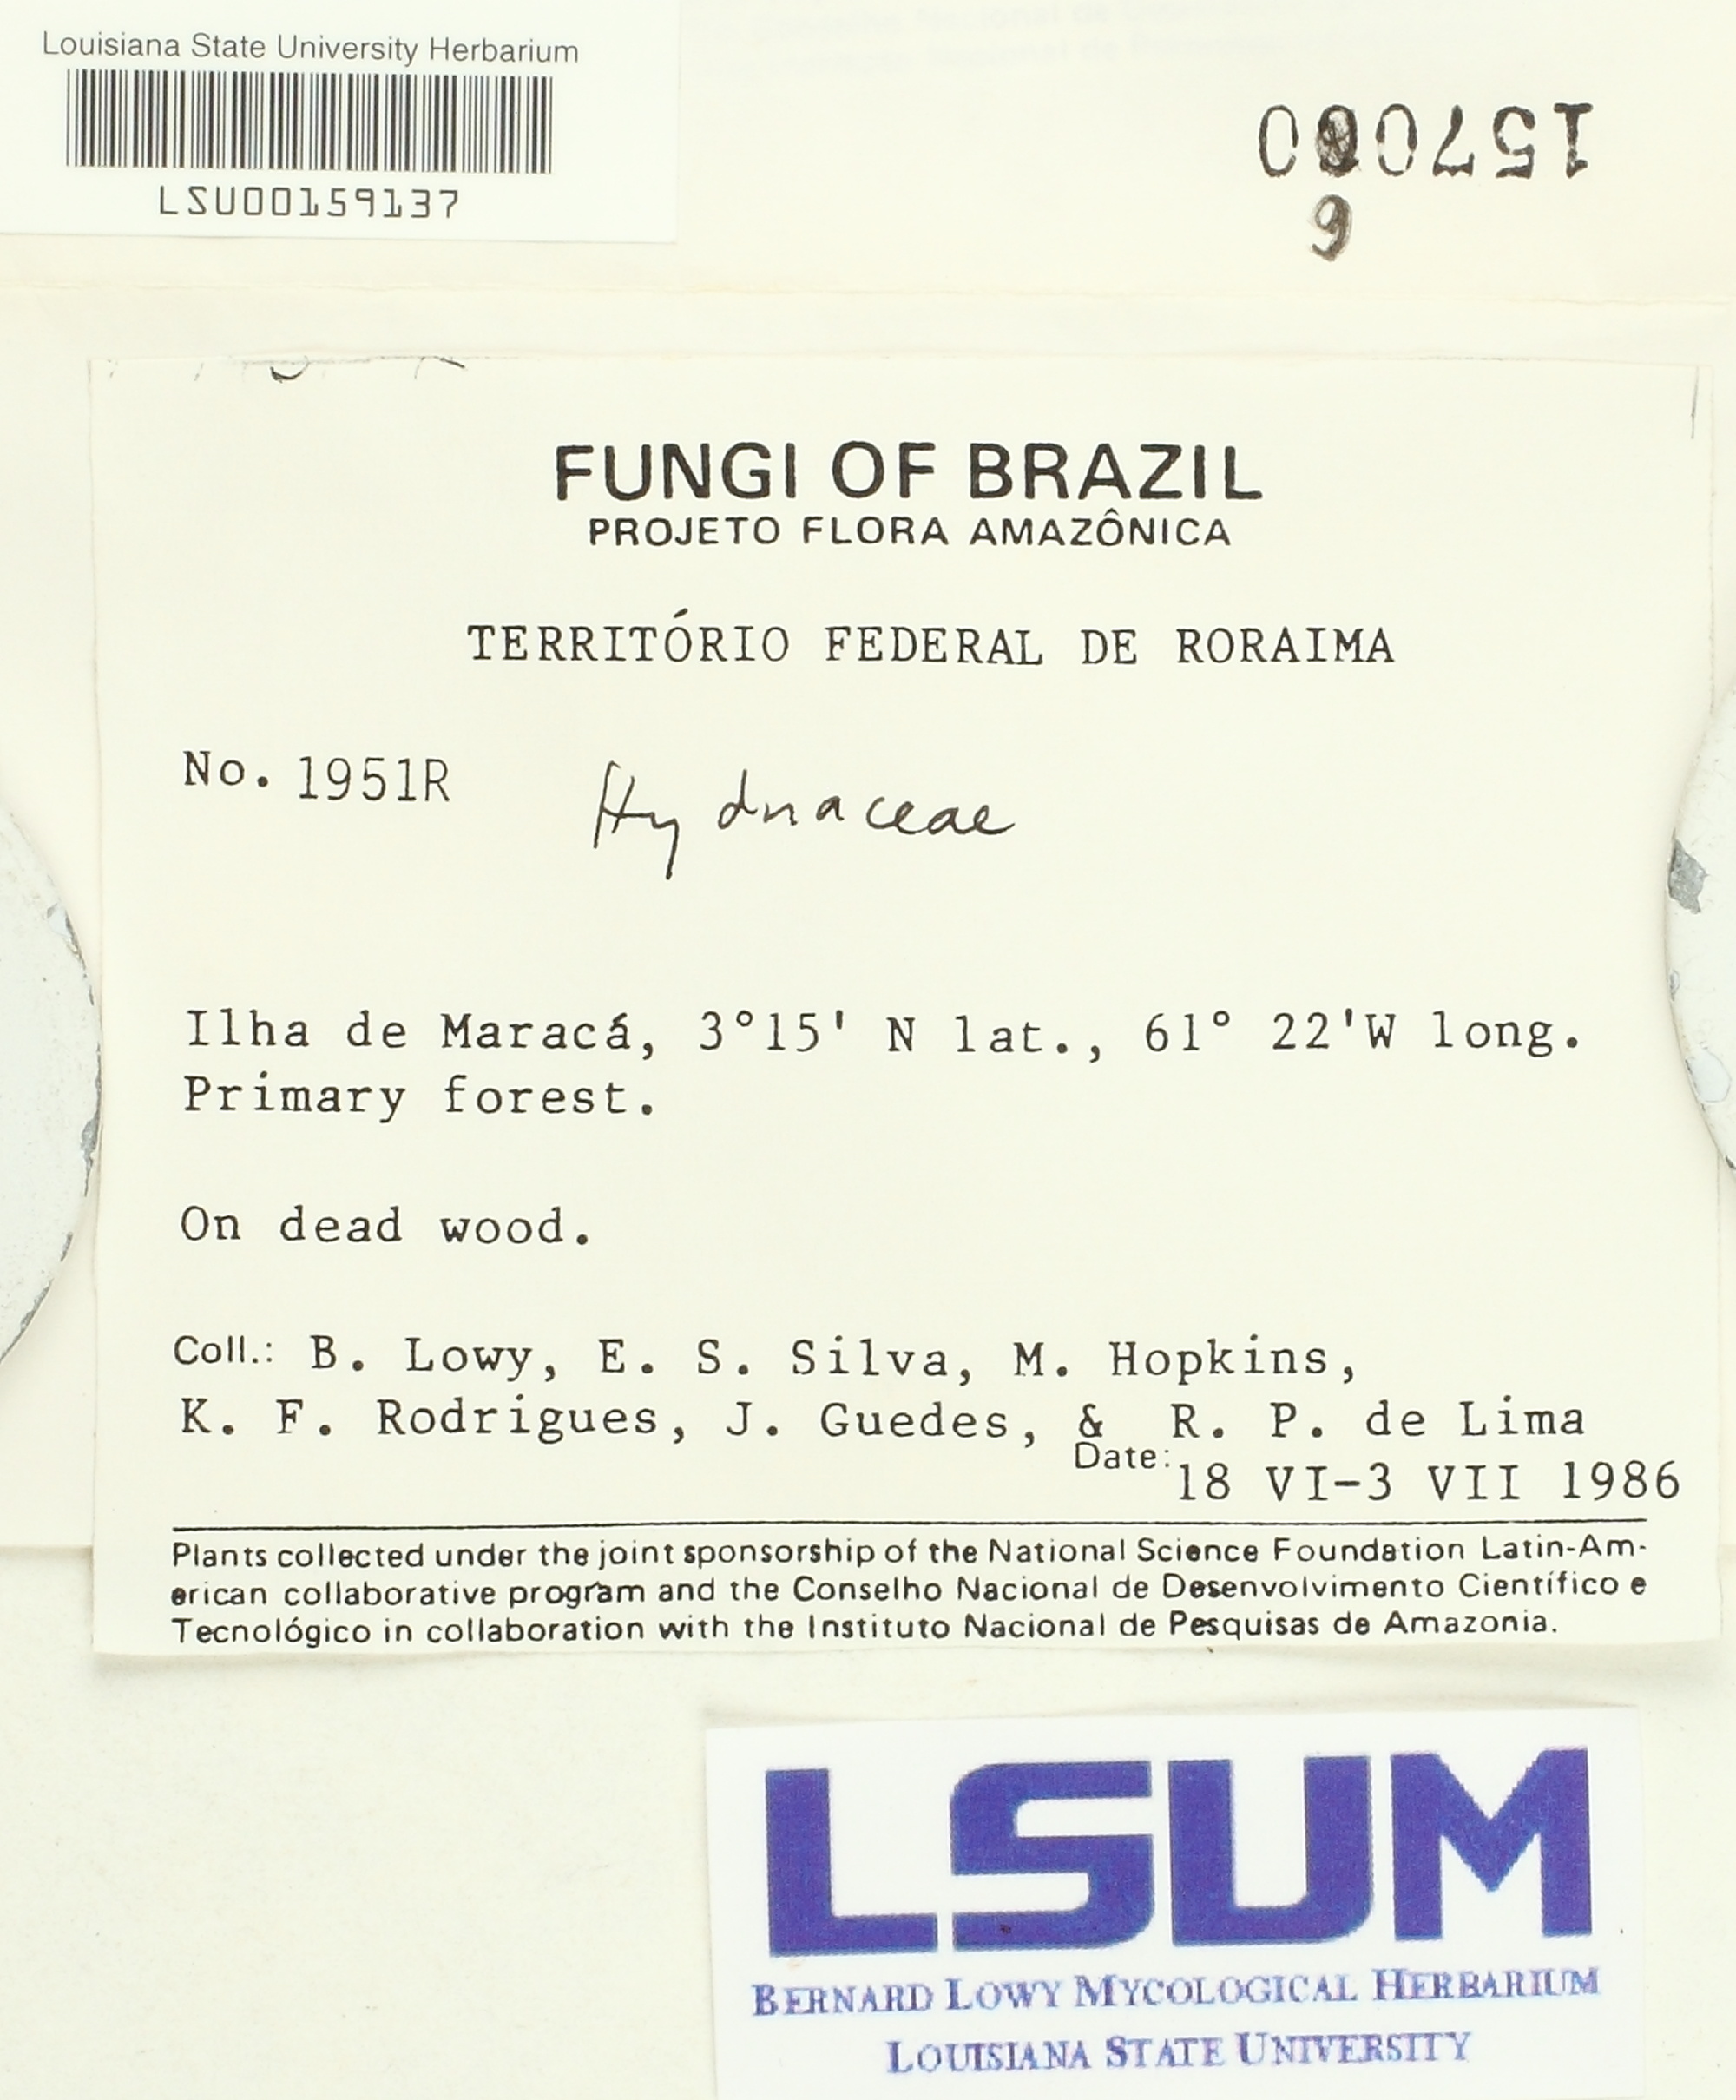 Louisiana State University Herbarium
LSU00159137
FUNGI OF BRAZIL
PROJETO FLORA AMAZÔNICA
TERRITÓRIO FEDERAL DE RORAIMA
No. 1951R Hydnaceae
Ilha de Maracá, 3°15' N lat., 61° 22'W long.
Primary forest.
On dead wood.
Coll.: B. Lowy, E. S. Silva, M. Hopkins,
K. F. Rodrigues, J. Guedes, & R. P. de Lima
Date: 18 VI-3 VII 1986
Plants collected under the joint sponsorship of the National Science Foundation Latin-Am-
erican collaborative program and the Conselho Nacional de Desenvolvimento Científico e
Tecnológico in collaboration with the Instituto Nacional de Pesquisas de Amazonia.
LSUM
BERNARD LOWY MYCOLOGICAL HERBARIUM
LOUISIANA STATE UNIVERSITY